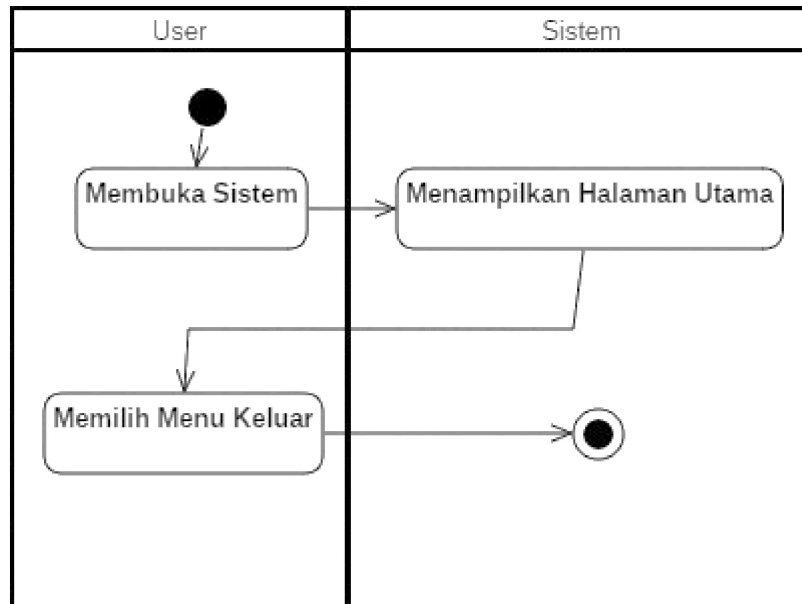 User
Sistem
Membuka Sistem
Menampilkan Halaman Utama
Memilih Menu Keluar